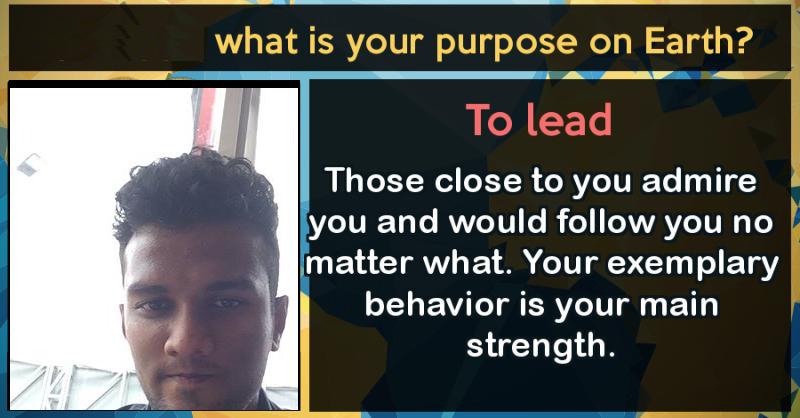 what is your purpose on Earth?
To lead
Those close to you admire
you and would follow you no
matter what. Your exemplary
behavior is your main
strength.